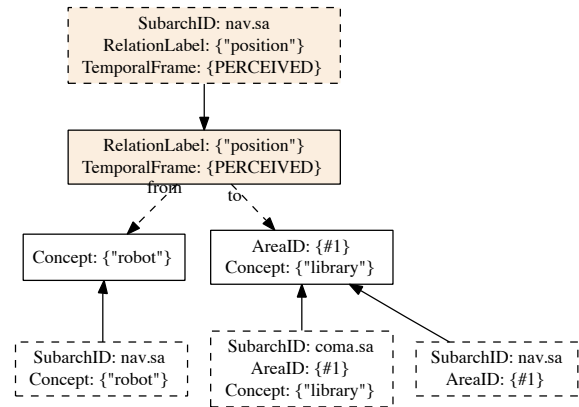 SubarchID: nav.sa
RelationLabel: {"position"}
TemporalFrame: {PERCEIVED}
RelationLabel: {"position"}
TemporalFrame: {PERCEIVED}
from
to
Concept: {"robot"}
AreaID: {#1}
Concept: {"library"}
SubarchID: nav.sa
Concept: {"robot"}
SubarchID: coma.sa
AreaID: {#1}
Concept: {"library"}
SubarchID: nav.sa
AreaID: {#1}